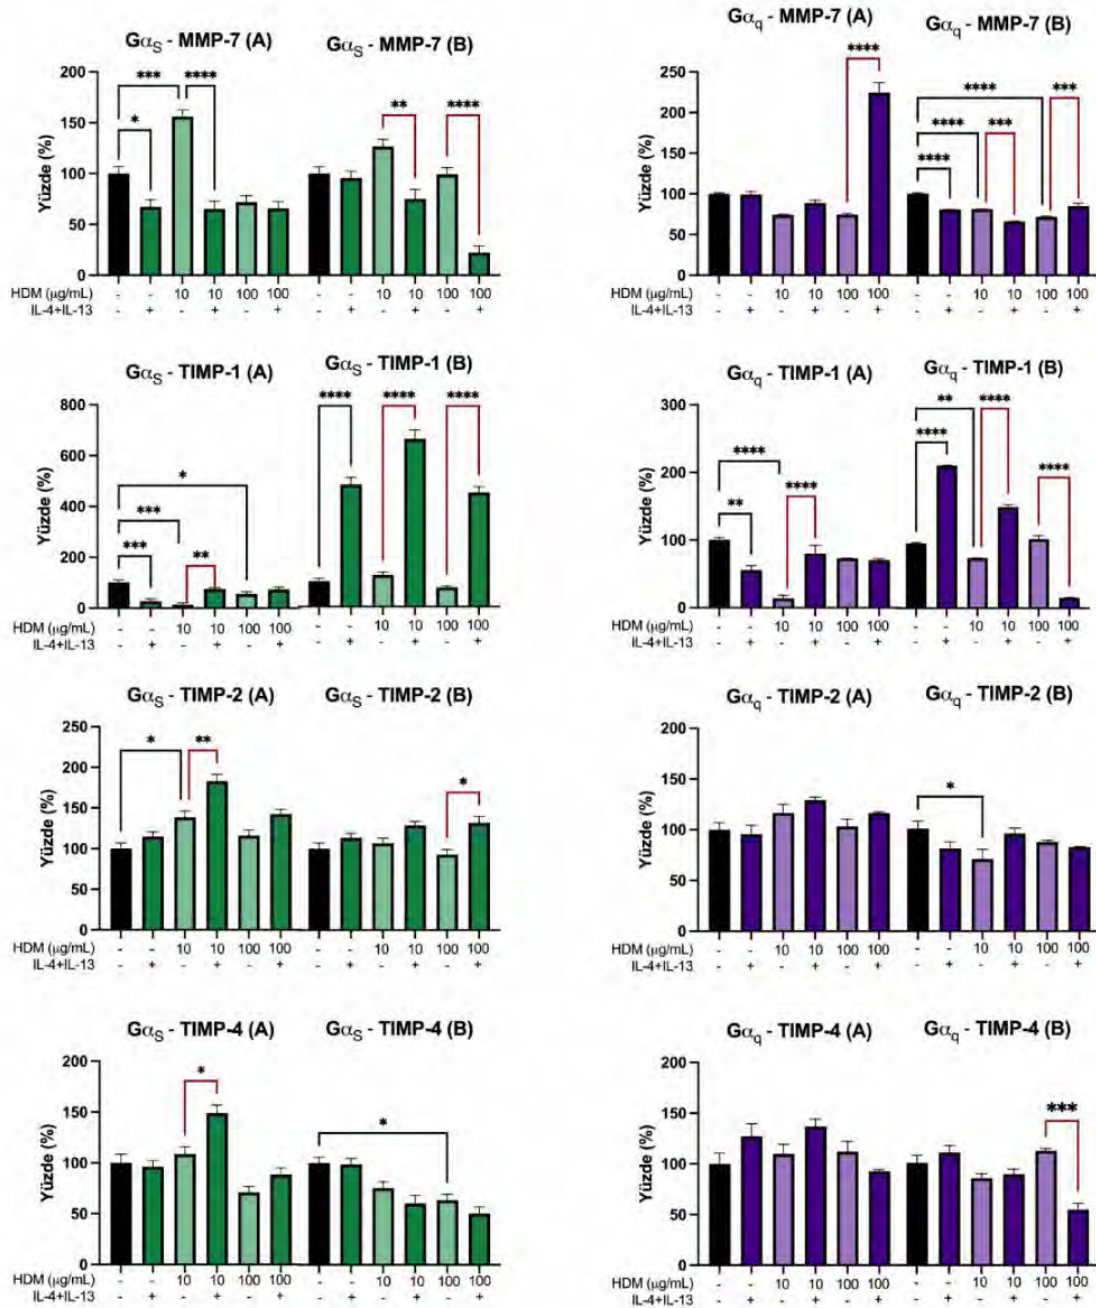 Gαs - MMP-7 (A)
Gαs - MMP-7 (B)
*
***
****
**
****
Yüzde (%)
200
150
100
50
0
HDM (µg/mL) - - 10 10 100 100 - - 10 10 100 100
IL-4+IL-13 - + - + - + - + - + - +
Gαq - MMP-7 (A)
Gαq - MMP-7 (B)
****
****
****
****
***
***
Yüzde (%)
250
200
150
100
50
0
HDM (µg/mL) - - 10 10 100 100 - - 10 10 100 100
IL-4+IL-13 - + - + - + - + - + - +
Gαs - TIMP-1 (A)
Gαs - TIMP-1 (B)
*
***
***
**
****
****
****
Yüzde (%)
800
600
400
200
0
HDM (µg/mL) - - 10 10 100 100 - - 10 10 100 100
IL-4+IL-13 - + - + - + - + - + - +
Gαq - TIMP-1 (A)
Gαq - TIMP-1 (B)
****
**
****
**
****
****
****
Yüzde (%)
300
200
100
0
HDM (µg/mL) - - 10 10 100 100 - - 10 10 100 100
IL-4+IL-13 - + - + - + - + - + - +
Gαs - TIMP-2 (A)
Gαs - TIMP-2 (B)
*
**
*
Yüzde (%)
250
200
150
100
50
0
HDM (µg/mL) - - 10 10 100 100 - - 10 10 100 100
IL-4+IL-13 - + - + - + - + - + - +
Gαq - TIMP-2 (A)
Gαq - TIMP-2 (B)
*
Yüzde (%)
200
150
100
50
0
HDM (µg/mL) - - 10 10 100 100 - - 10 10 100 100
IL-4+IL-13 - + - + - + - + - + - +
Gαs - TIMP-4 (A)
Gαs - TIMP-4 (B)
*
*
Yüzde (%)
200
150
100
50
0
HDM (µg/mL) - - 10 10 100 100 - - 10 10 100 100
IL-4+IL-13 - + - + - + - + - + - +
Gαq - TIMP-4 (A)
Gαq - TIMP-4 (B)
***
Yüzde (%)
200
150
100
50
0
HDM (µg/mL) - - 10 10 100 100 - - 10 10 100 100
IL-4+IL-13 - + - + - + - + - + - +